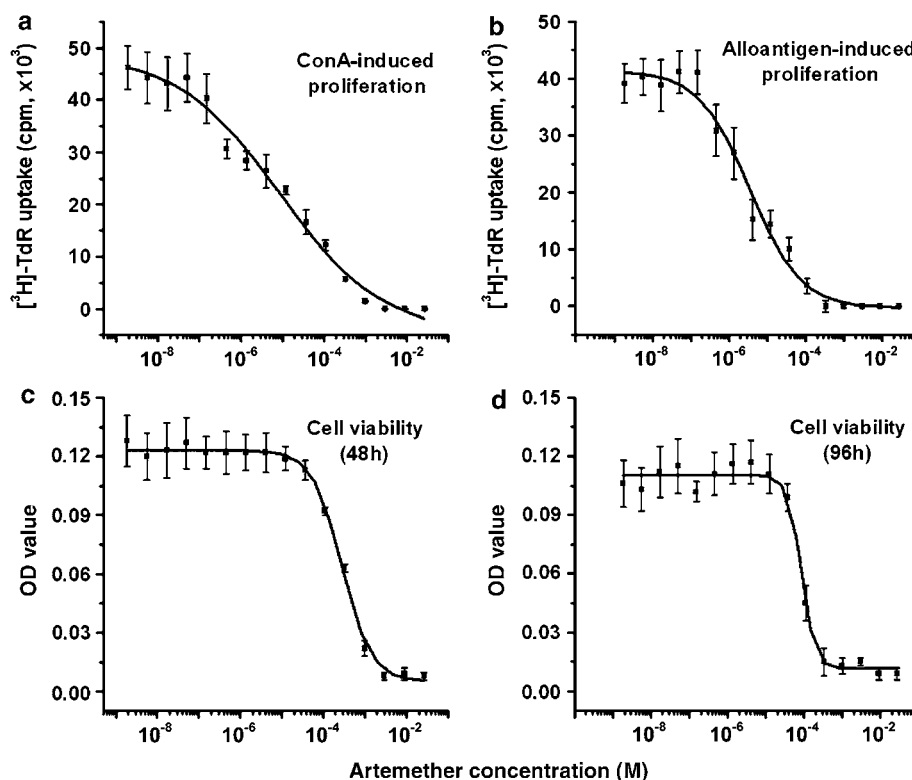 a
ConA-induced
proliferation
[³H]-TdR uptake (cpm, x10³)
50
40
30
20
10
0
10⁻⁸
10⁻⁶
10⁻⁴
10⁻²
b
Alloantigen-induced
proliferation
[³H]-TdR uptake (cpm, x10³)
50
40
30
20
10
0
10⁻⁸
10⁻⁶
10⁻⁴
10⁻²
c
Cell viability
(48h)
OD value
0.15
0.12
0.09
0.06
0.03
0.00
10⁻⁸
10⁻⁶
10⁻⁴
10⁻²
d
Cell viability
(96h)
OD value
0.15
0.12
0.09
0.06
0.03
0.00
10⁻⁸
10⁻⁶
10⁻⁴
10⁻²
Artemether concentration (M)